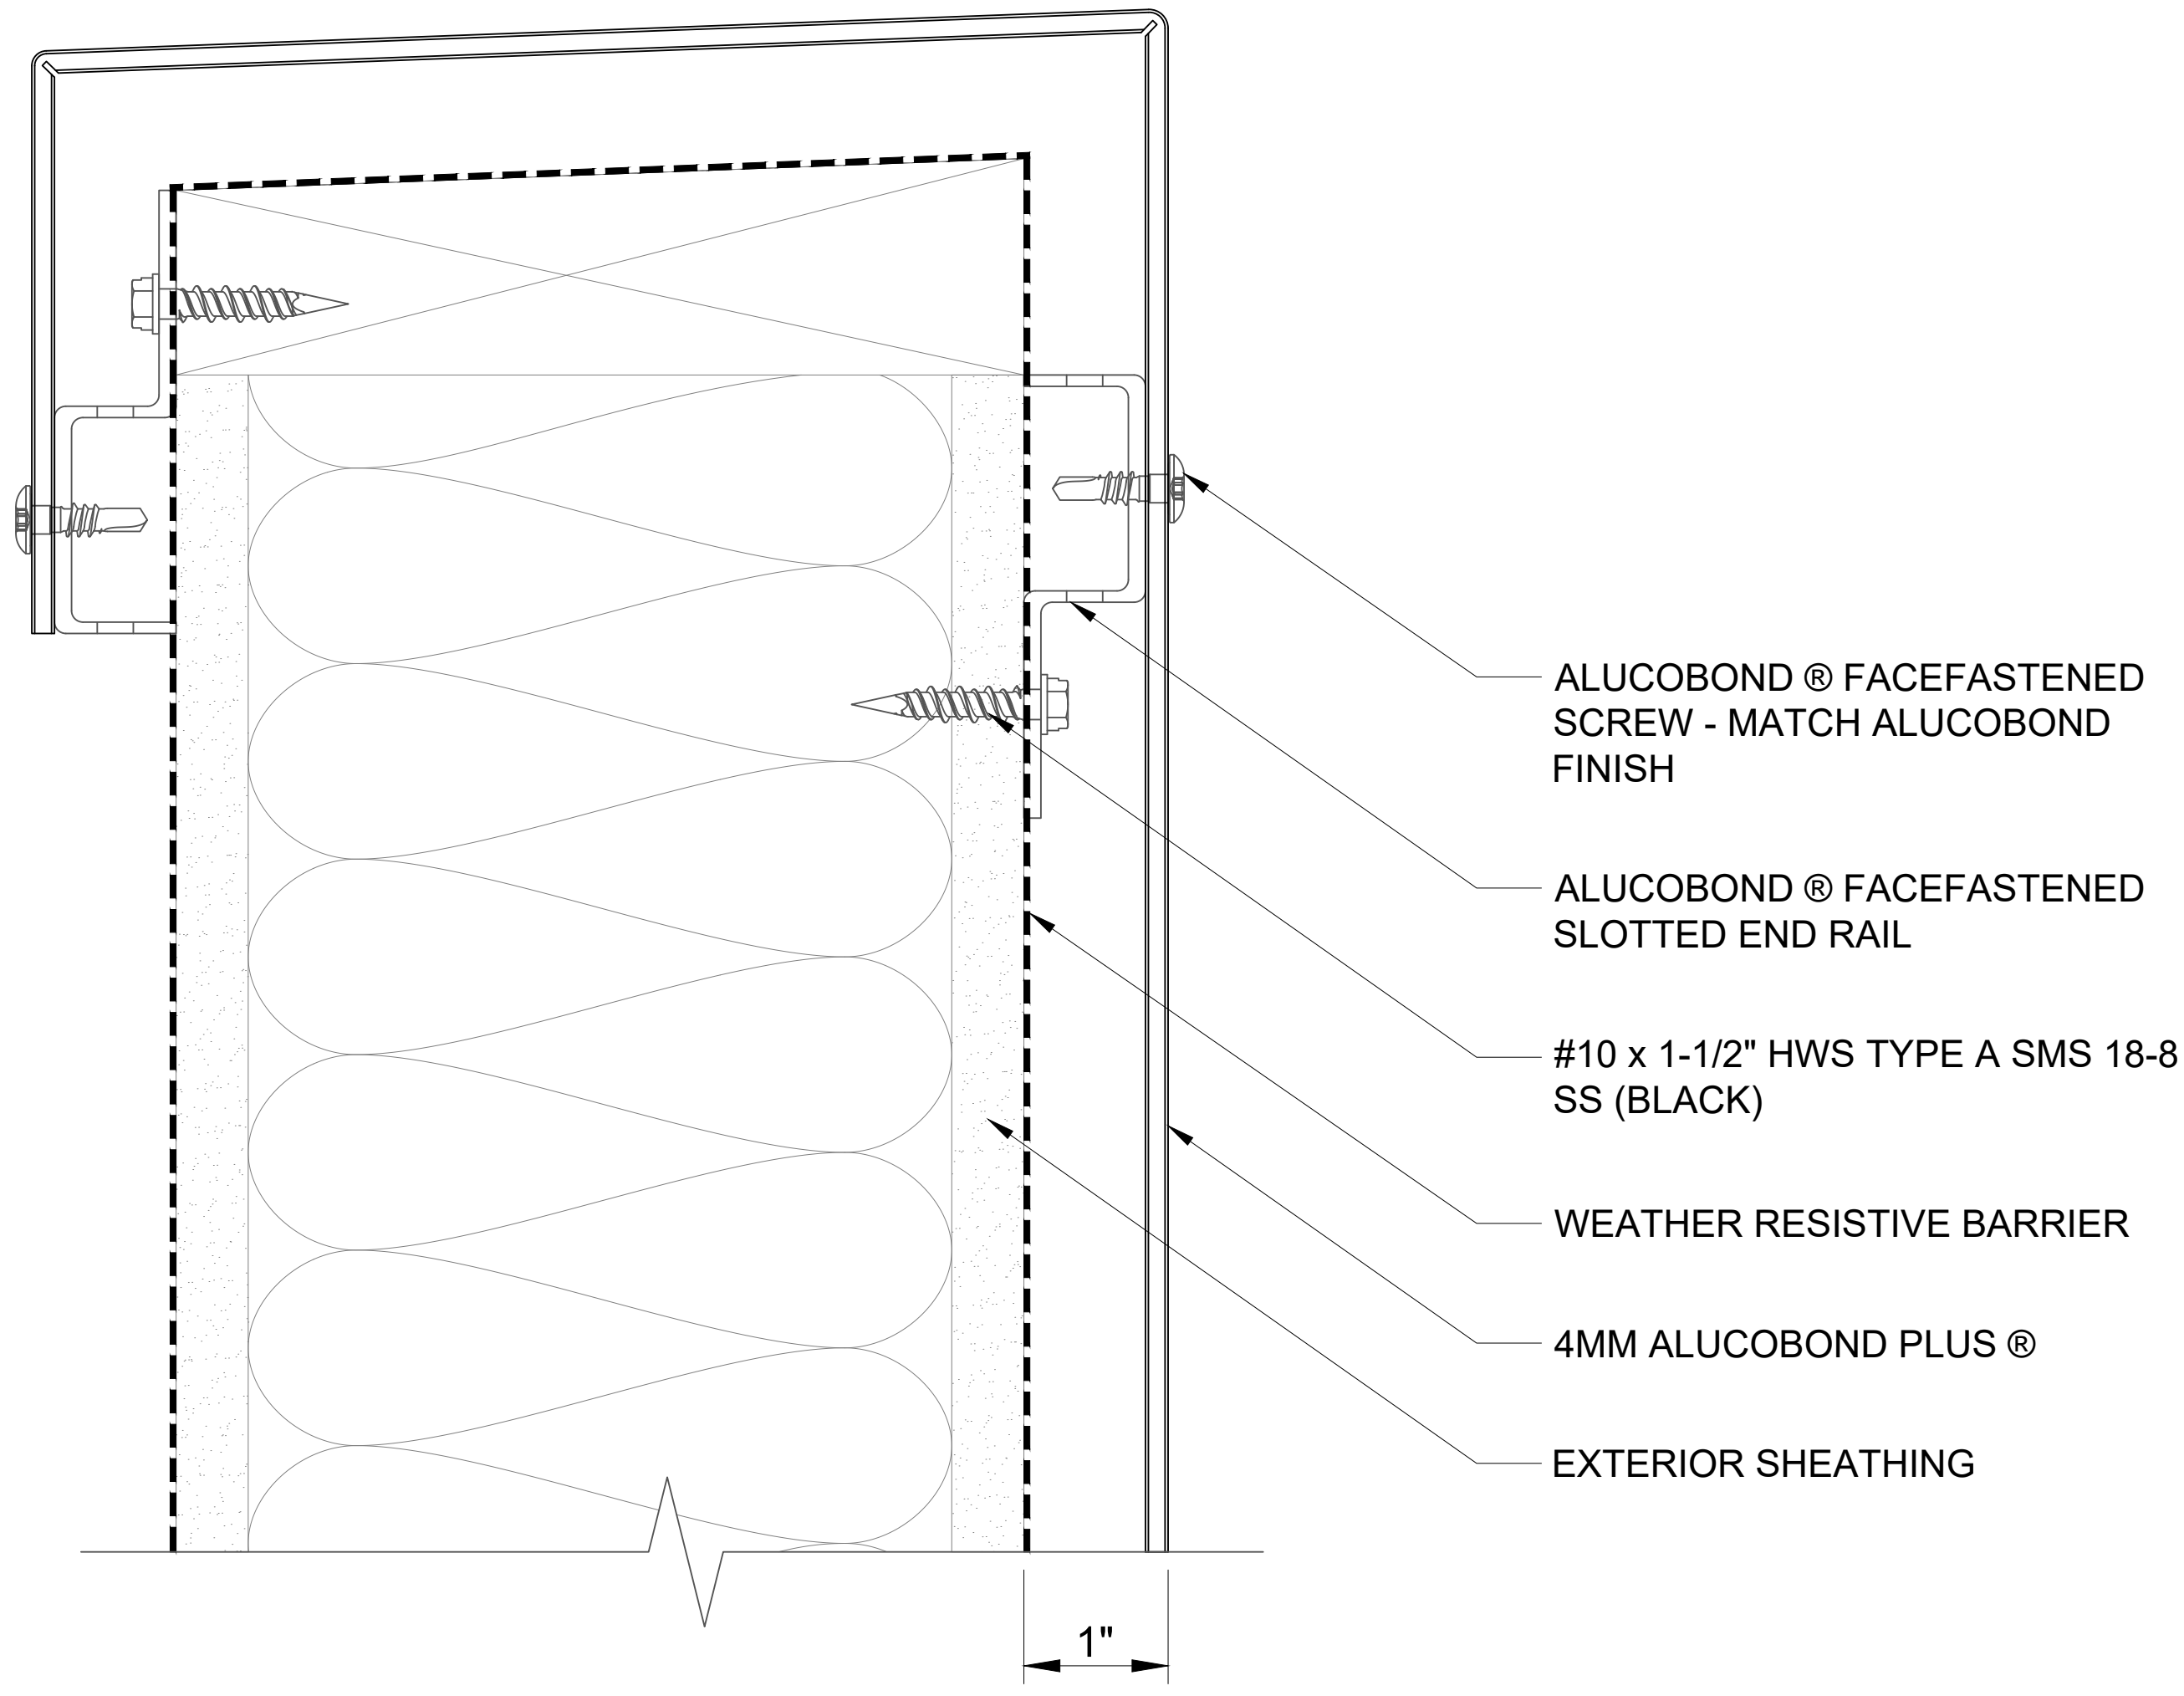 ALUCOBOND ® FACEFASTENED
SCREW - MATCH ALUCOBOND
FINISH
ALUCOBOND ® FACEFASTENED
SLOTTED END RAIL
#10 x 1-1/2" HWS TYPE A SMS 18-8
SS (BLACK)
WEATHER RESISTIVE BARRIER
4MM ALUCOBOND PLUS ®
EXTERIOR SHEATHING
1"